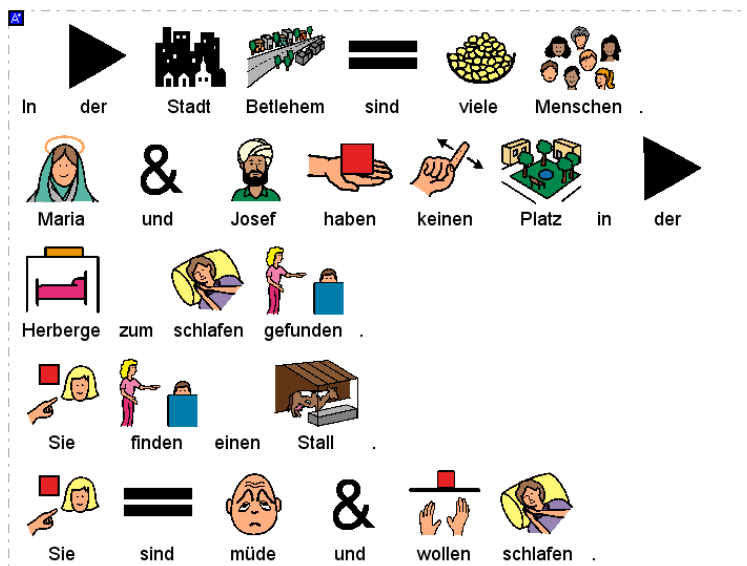 In der Stadt Betlehem sind viele Menschen .
&
Maria und Josef haben keinen Platz in der
Herberge zum schlafen gefunden .
Sie finden einen Stall .
&
Sie sind müde und wollen schlafen .